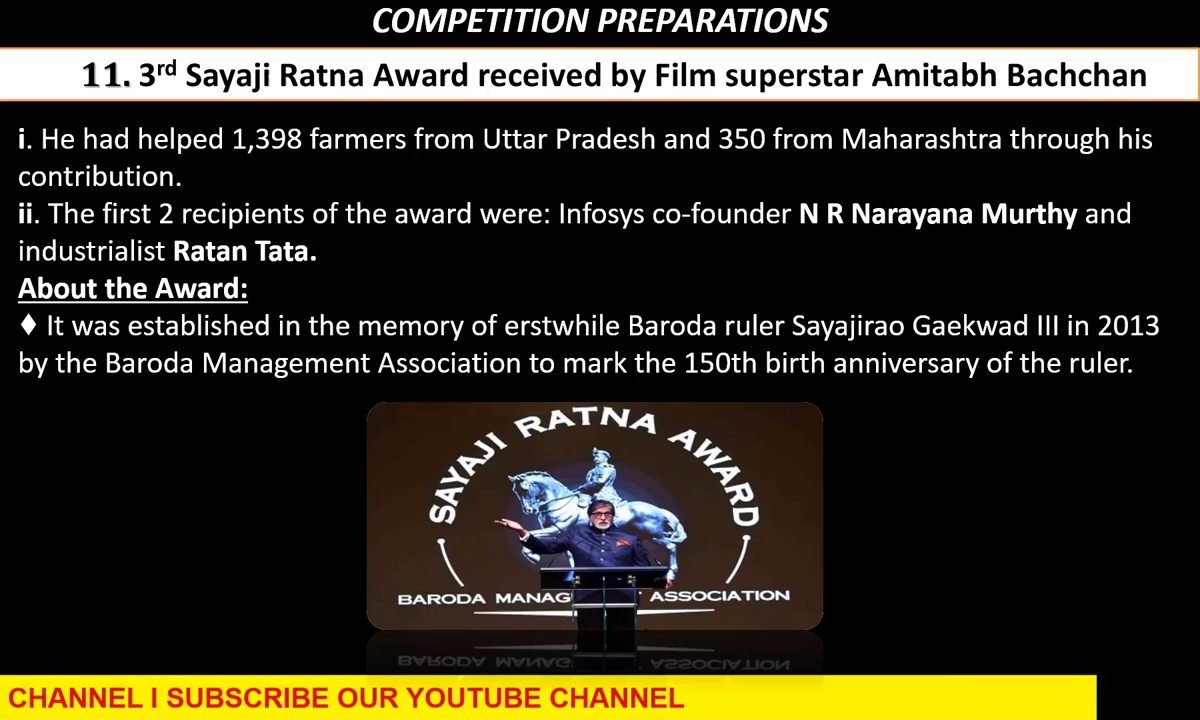 COMPETITION PREPARATIONS
11. 3rd Sayaji Ratna Award received by Film superstar Amitabh Bachchan
i. He had helped 1,398 farmers from Uttar Pradesh and 350 from Maharashtra through his
contribution.
ii. The first 2 recipients of the award were: Infosys co-founder N R Narayana Murthy and
industrialist Ratan Tata.
About the Award:
♦ It was established in the memory of erstwhile Baroda ruler Sayajirao Gaekwad III in 2013
by the Baroda Management Association to mark the 150th birth anniversary of the ruler.
SAYAJI RATNA AWARD
BARODA MANAG ASSOCIATION
CHANNEL I SUBSCRIBE OUR YOUTUBE CHANNEL